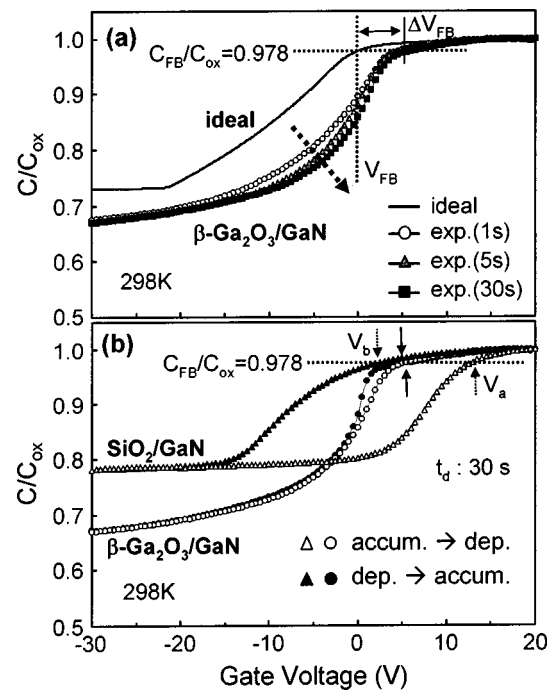 (a)
ΔV_FB
C_FB/C_ox=0.978
1.0
0.9
0.8
0.7
0.6
0.5
C/C_ox
ideal
V_FB
β-Ga₂O₃/GaN
298K
ideal
exp.(1s)
exp.(5s)
exp.(30s)
(b)
V_b
C_FB/C_ox=0.978
V_a
1.0
0.9
0.8
0.7
0.6
0.5
C/C_ox
SiO₂/GaN
t_d : 30 s
β-Ga₂O₃/GaN
accum. → dep.
dep. → accum.
298K
-30 -20 -10 0 10 20
Gate Voltage (V)